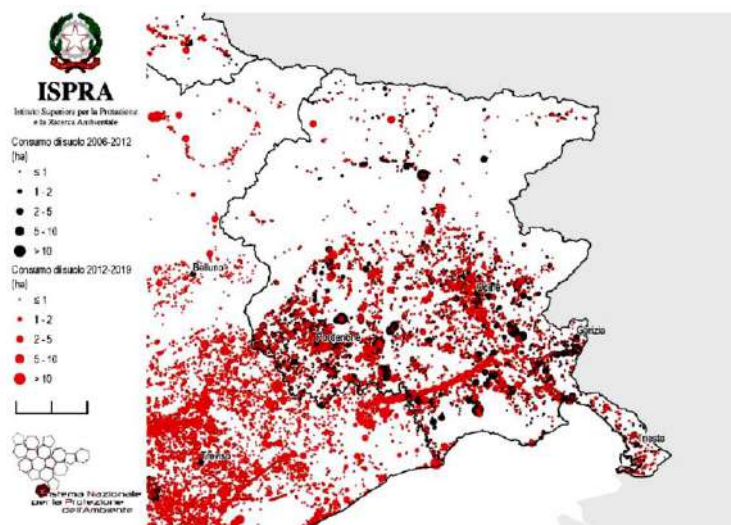 ISPRA
Istituto Superiore per la Protezione
e la Ricerca Ambientale
Consumo di suolo 2006-2012
(ha)
≤ 1
1 - 2
2 - 5
5 - 10
> 10
Consumo di suolo 2012-2019
(ha)
≤ 1
1 - 2
2 - 5
5 - 10
> 10
Sistema Nazionale
per la Protezione
dell'Ambiente
Belluno
Udine
Pordenone
Gorizia
Treviso
Trieste